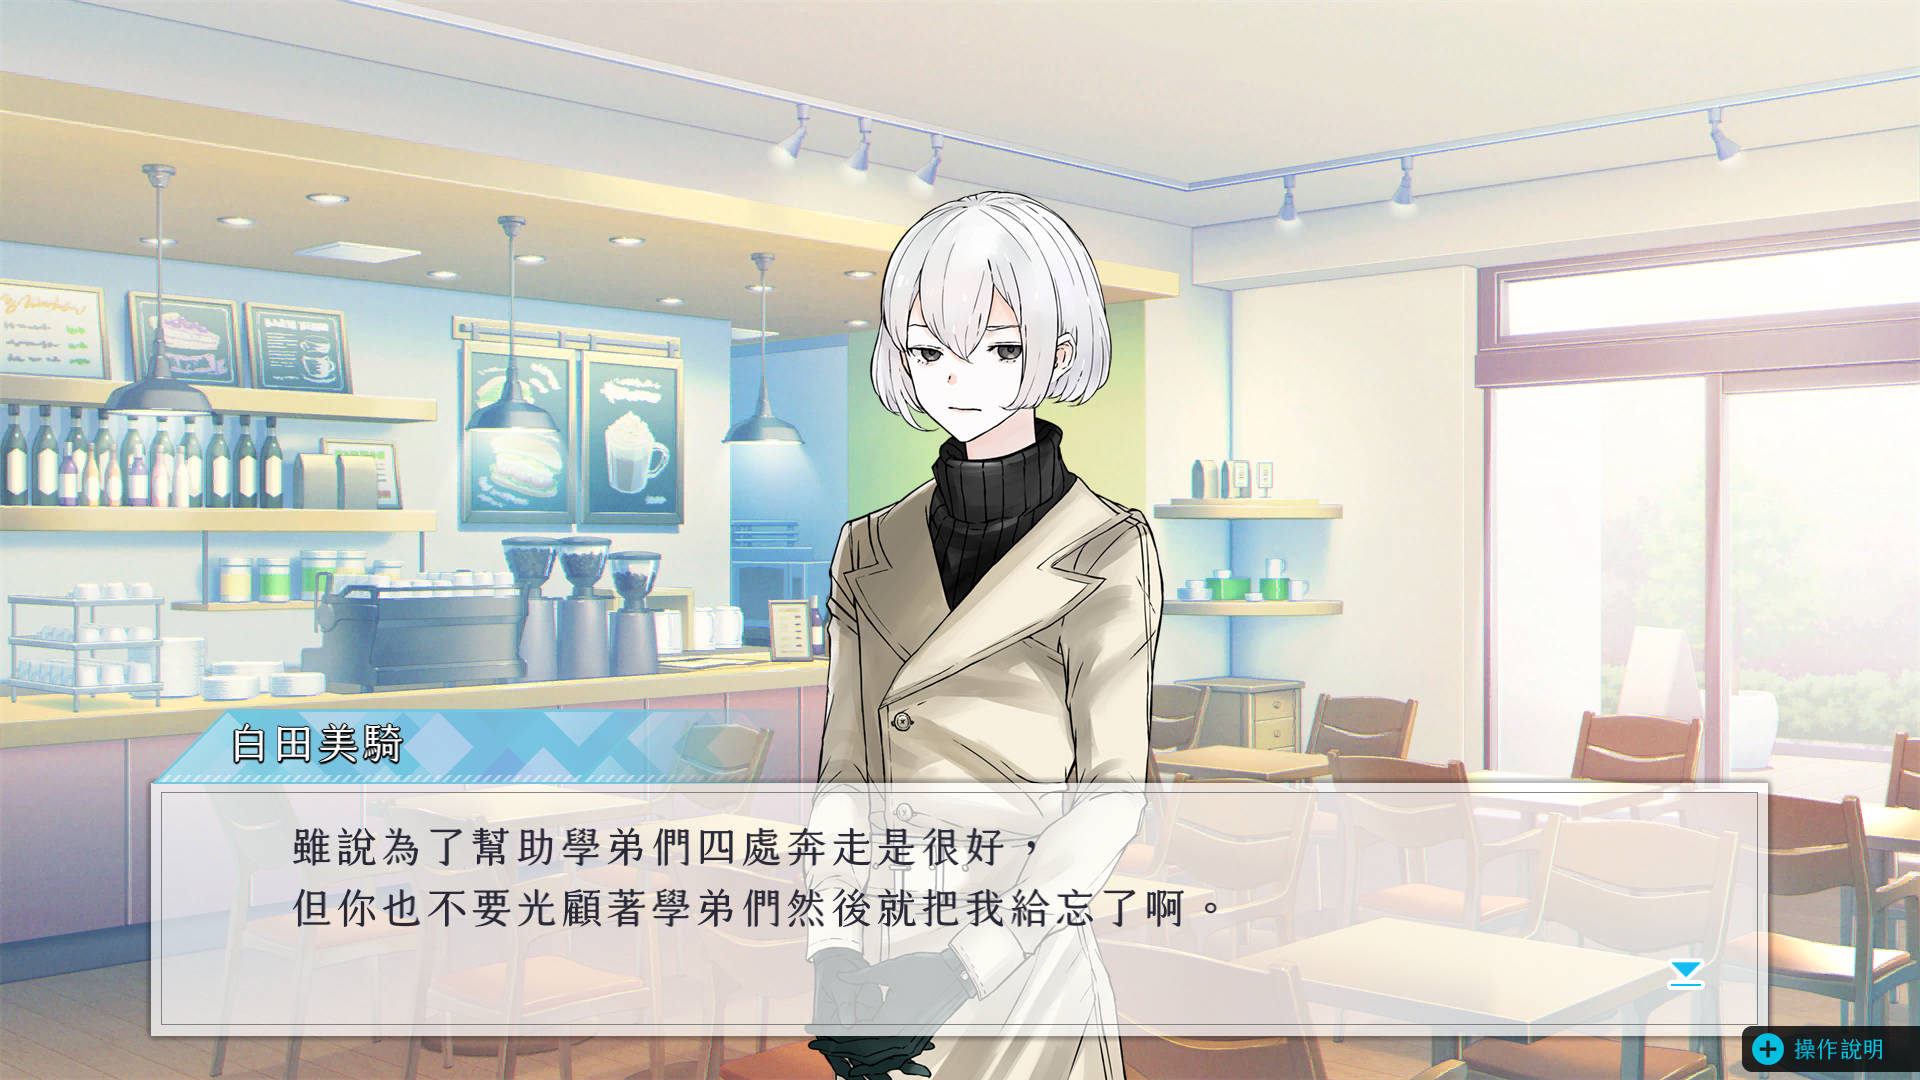 白田美騎
雖說為了幫助學弟們四處奔走是很好，
但你也不要光顧著學弟們然後就把我給忘了啊。
操作說明